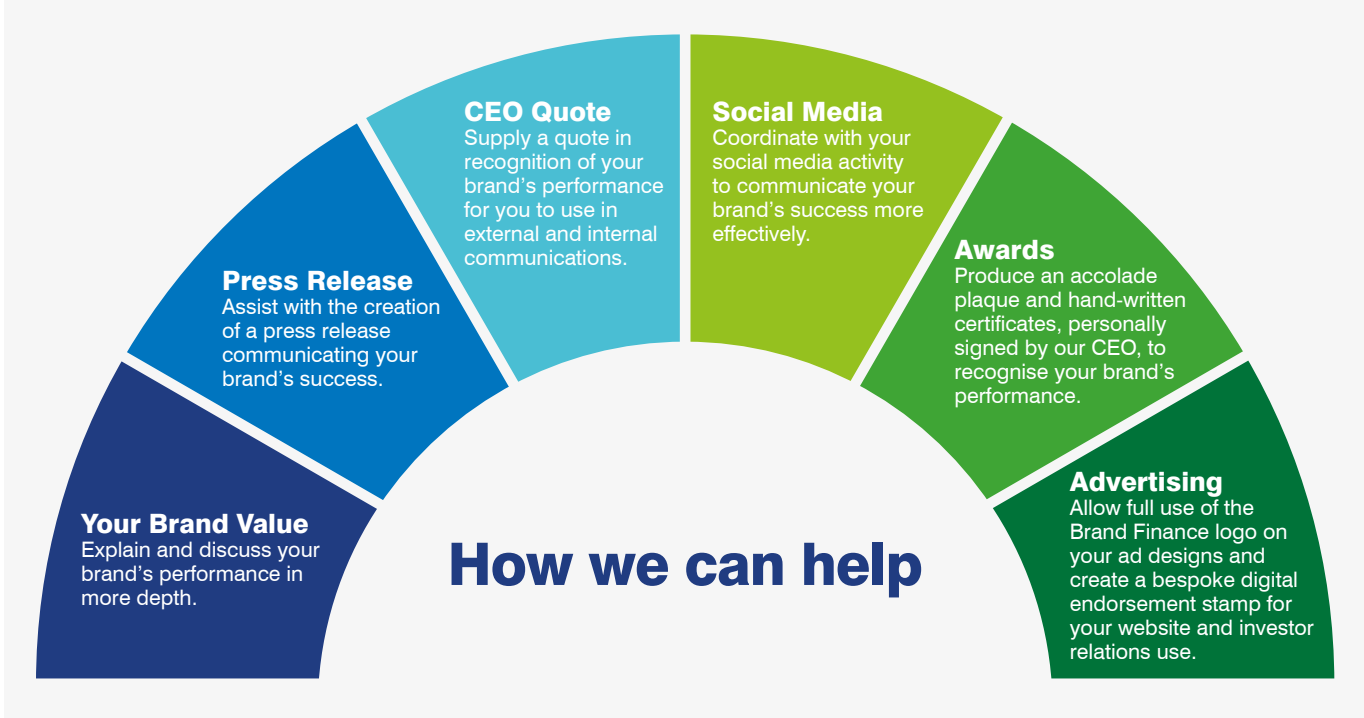 Your Brand Value
Explain and discuss your
brand’s performance in
more depth.
Press Release
Assist with the creation
of a press release
communicating your
brand’s success.
CEO Quote
Supply a quote in
recognition of your
brand’s performance
for you to use in
external and internal
communications.
Social Media
Coordinate with your
social media activity
to communicate your
brand’s success more
effectively.
Awards
Produce an accolade
plaque and hand-written
certificates, personally
signed by our CEO, to
recognise your brand’s
performance.
Advertising
Allow full use of the
Brand Finance logo on
your ad designs and
create a bespoke digital
endorsement stamp for
your website and investor
relations use.
How we can help